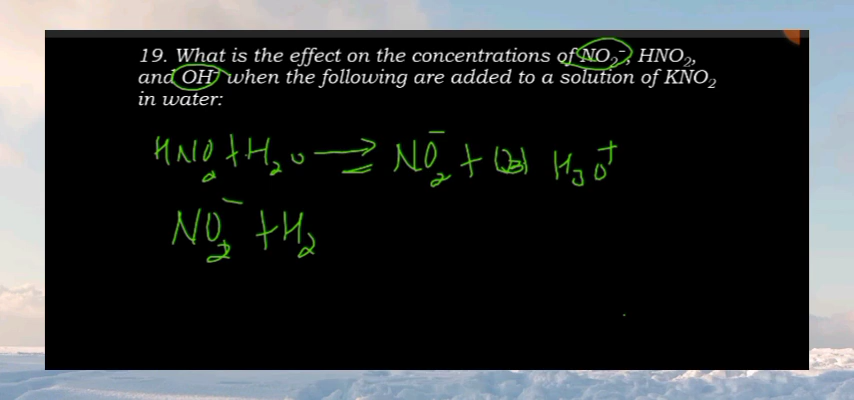 19. What is the effect on the concentrations of NO₂⁻, HNO₂,
and OH⁻ when the following are added to a solution of KNO₂
in water:
HNO₂ + H₂O ⇌ NO₂⁻ + H₃O⁺
NO₂⁻ + H₂